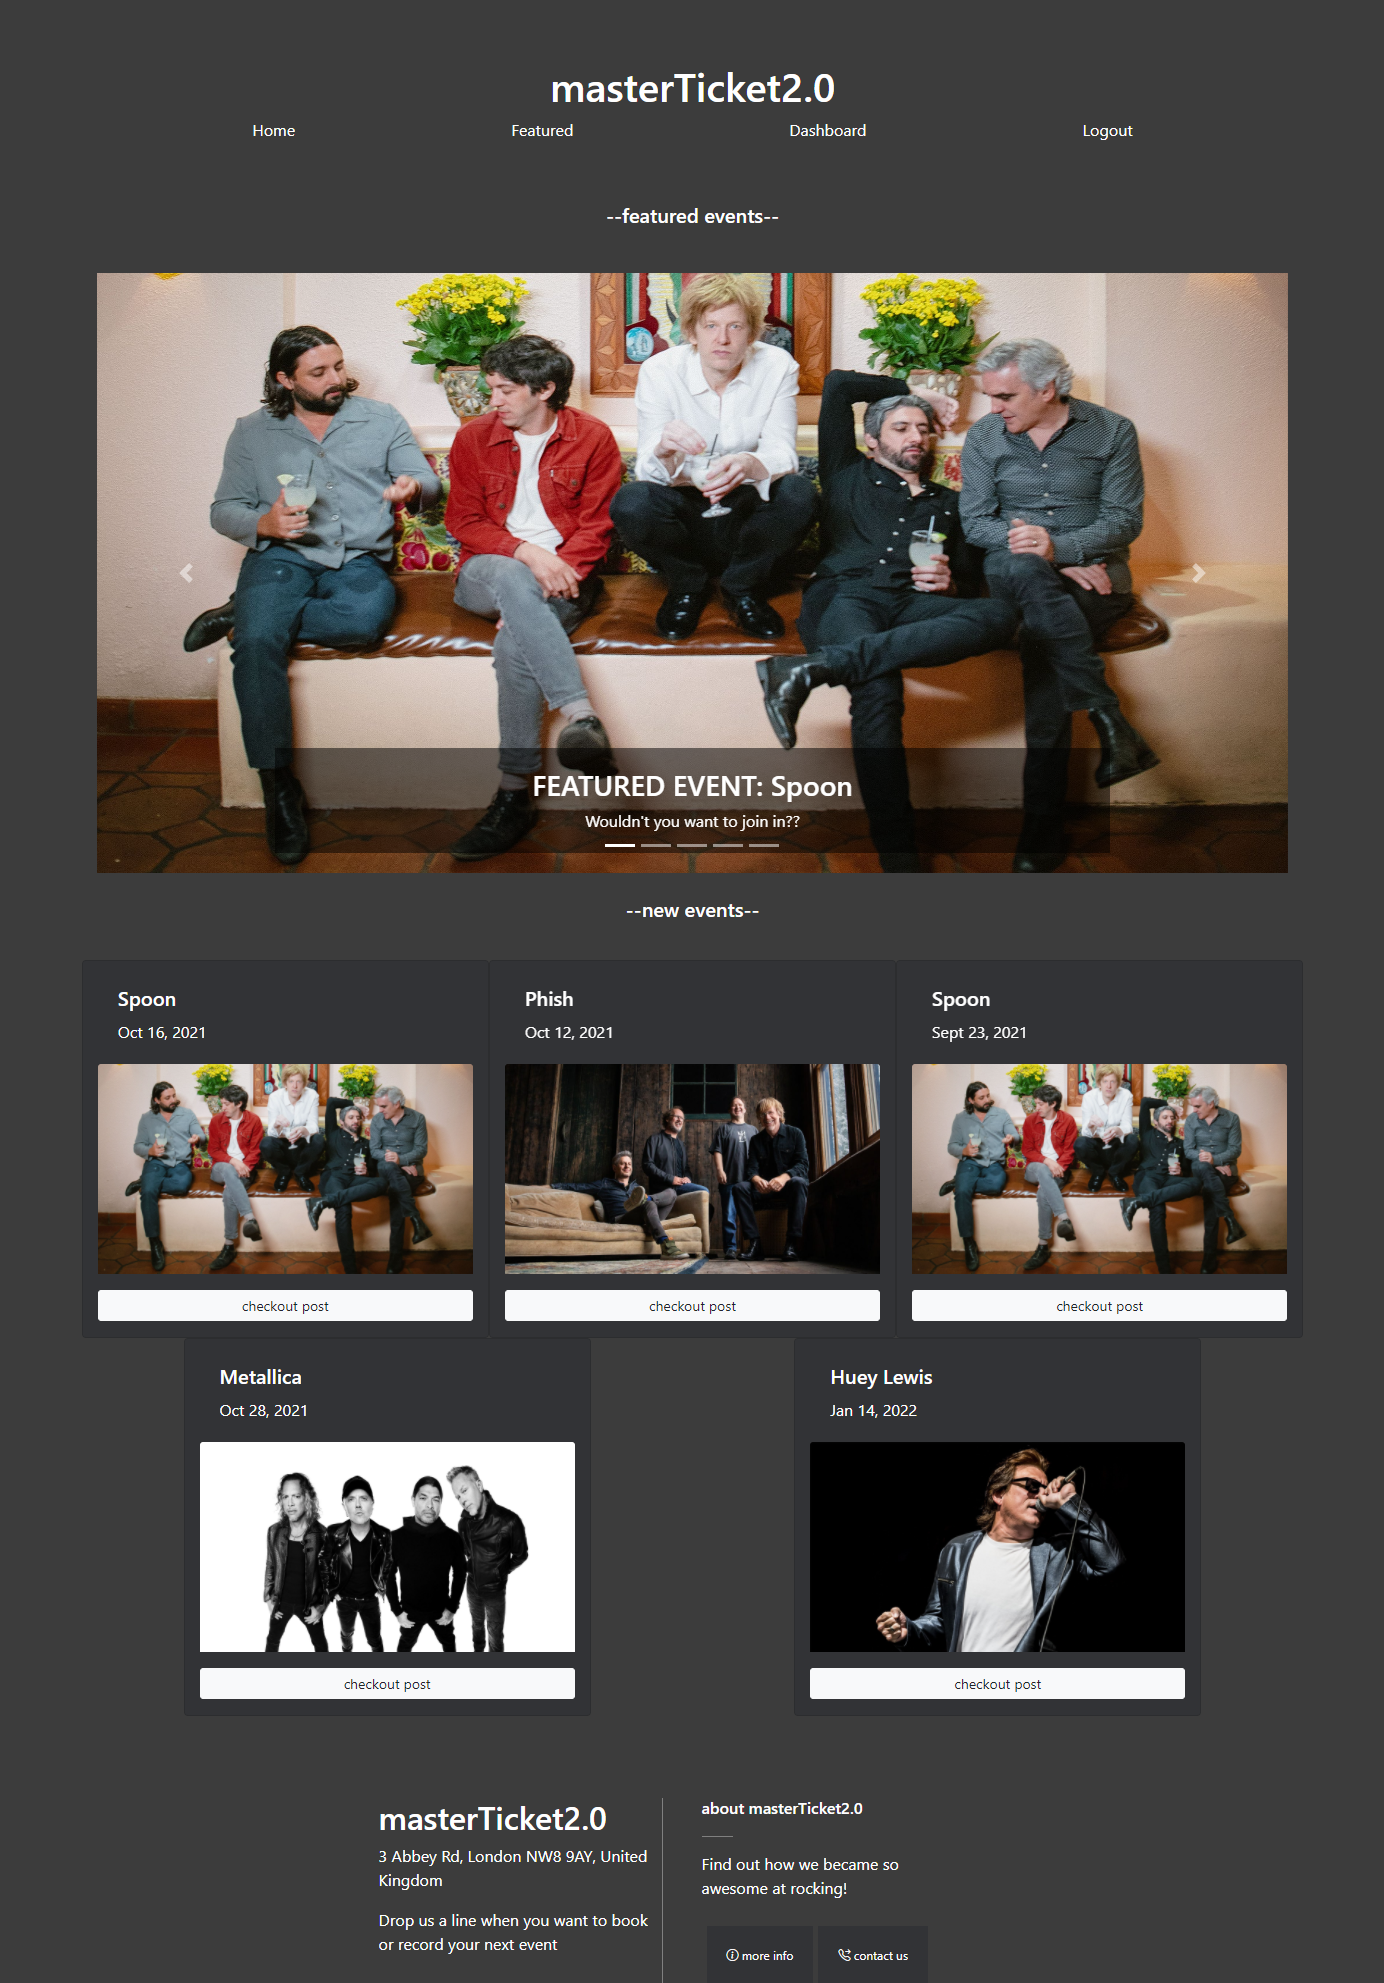 masterTicket2.0
Home Featured Dashboard Logout
--featured events--
FEATURED EVENT: Spoon
Wouldn't you want to join in??
--new events--
Spoon
Oct 16, 2021
checkout post
Phish
Oct 12, 2021
checkout post
Spoon
Sept 23, 2021
checkout post
Metallica
Oct 28, 2021
checkout post
Huey Lewis
Jan 14, 2022
checkout post
masterTicket2.0
3 Abbey Rd, London NW8 9AY, United
Kingdom
Drop us a line when you want to book
or record your next event
about masterTicket2.0
Find out how we became so
awesome at rocking!
more info
contact us